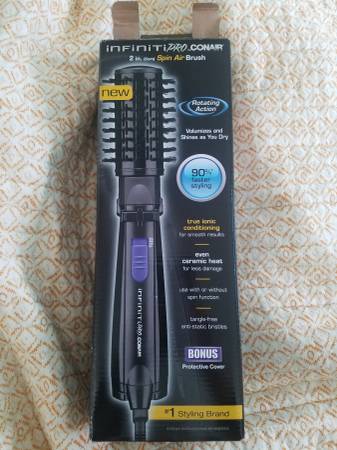 INFINITIPRO CONAIR
2 in. (5cm) Spin Air Brush
new
Rotating
Action
Volumizes and
Shines as You Dry
90%
faster
styling
true ionic
conditioning
for smooth results
even
ceramic heat
for less damage
use with or without
spin function
tangle-free
anti-static bristles
INFINITIPRO CONAIR
BONUS
Protective Cover
#1 Styling Brand